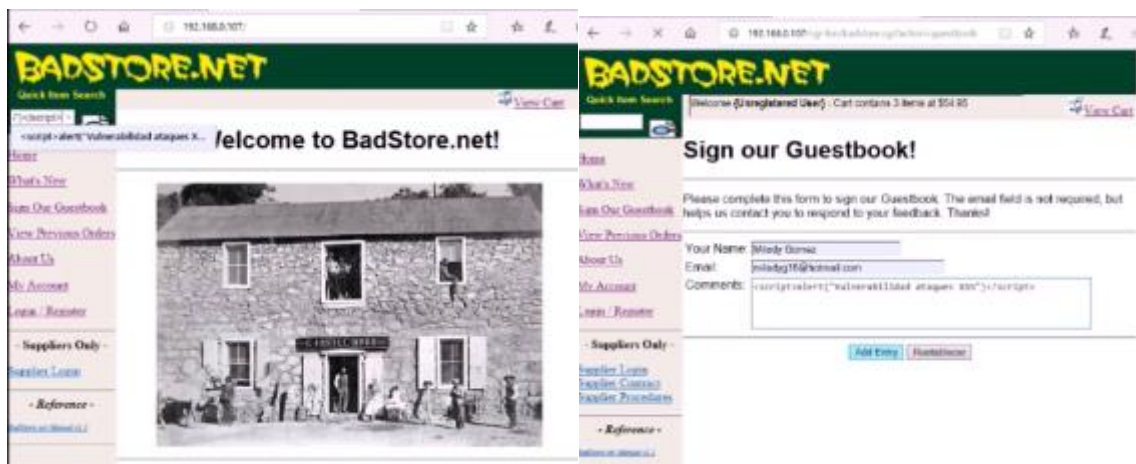 192.168.0.107/
BADSTORE.NET
Quick Item Search
View Cart
<script>alert("Vulnerabilidad ataques X...
Welcome to BadStore.net!
Home
What's New
Sign Our Guestbook
View Previous Orders
About Us
My Account
Login / Register
- Suppliers Only -
Supplier Login
- Reference -
BADSTORE.NET
Quick Item Search
Welcome {Unregistered User} - Cart contains 3 items at $54.95
View Cart
Sign our Guestbook!
Home
What's New
Sign Our Guestbook
View Previous Orders
About Us
My Account
Login / Register
Please complete this form to sign our Guestbook. The email field is not required, but
helps us contact you to respond to your feedback. Thanks!
Your Name: Milady Gomez
Email: miladyg16@hotmail.com
Comments: <script>alert("Vulnerabilidad ataques XSS")</script>
Add Entry
- Suppliers Only -
Supplier Login
Supplier Contract
Supplier Procedures
- Reference -